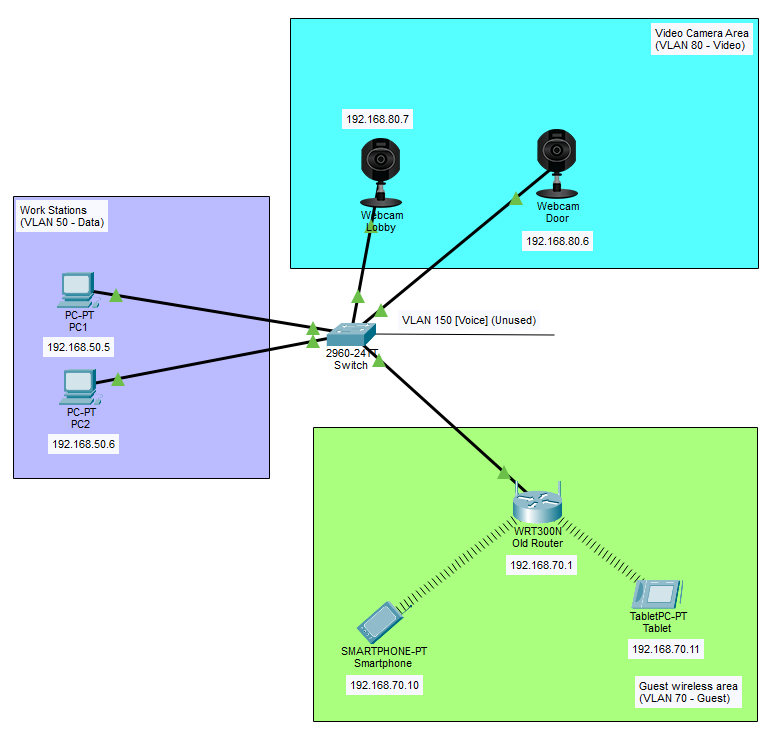 Video Camera Area
(VLAN 80 - Video)
192.168.80.7
Webcam
Lobby
Webcam
Door
192.168.80.6
Work Stations
(VLAN 50 - Data)
PC-PT
PC1
192.168.50.5
PC-PT
PC2
192.168.50.6
VLAN 150 [Voice] (Unused)
2960-24TT
Switch
WRT300N
Old Router
192.168.70.1
SMARTPHONE-PT
Smartphone
192.168.70.10
TabletPC-PT
Tablet
192.168.70.11
Guest wireless area
(VLAN 70 - Guest)